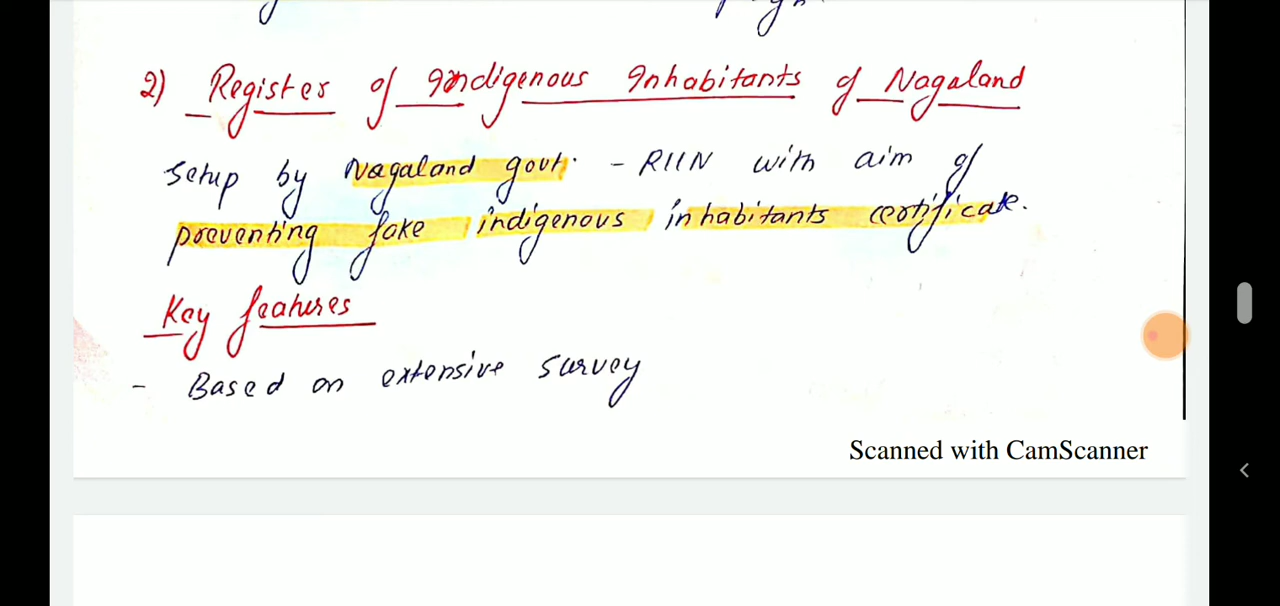 2) Register of Indigenous Inhabitants of Nagaland
Setup by Nagaland govt. - RIIN with aim of
preventing fake indigenous inhabitants certificate.
Key features
- Based on extensive survey
Scanned with CamScanner